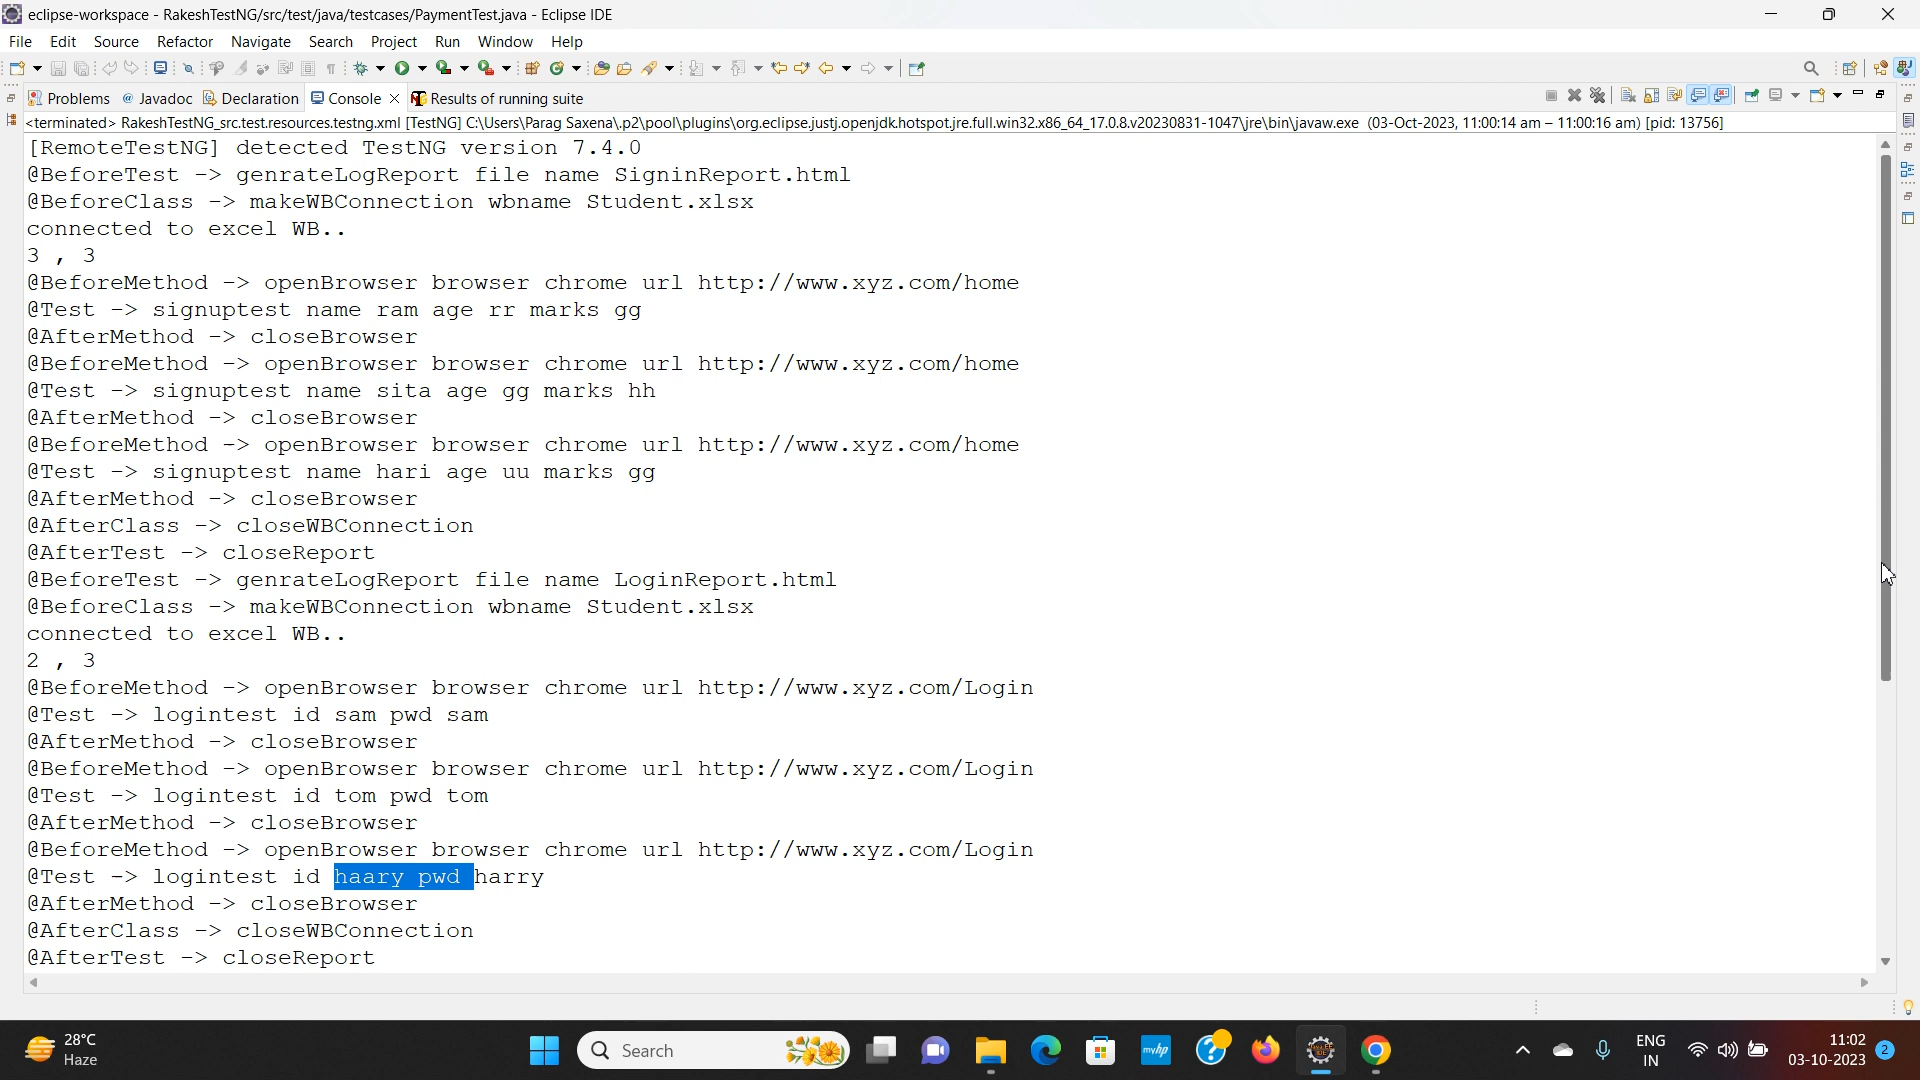 eclipse-workspace - RakeshTestNG/src/test/java/testcases/PaymentTest.java - Eclipse IDE
File Edit Source Refactor Navigate Search Project Run Window Help
Problems @ Javadoc Declaration Console Results of running suite
<terminated> RakeshTestNG_src.test.resources.testng.xml [TestNG] C:\Users\Parag Saxena\.p2\pool\plugins\org.eclipse.justj.openjdk.hotspot.jre.full.win32.x86_64_17.0.8.v20230831-1047\jre\bin\javaw.exe (03-Oct-2023, 11:00:14 am – 11:00:16 am) [pid: 13756]
[RemoteTestNG] detected TestNG version 7.4.0
@BeforeTest -> genrateLogReport file name SigninReport.html
@BeforeClass -> makeWBConnection wbname Student.xlsx
connected to excel WB..
3 , 3
@BeforeMethod -> openBrowser browser chrome url http://www.xyz.com/home
@Test -> signuptest name ram age rr marks gg
@AfterMethod -> closeBrowser
@BeforeMethod -> openBrowser browser chrome url http://www.xyz.com/home
@Test -> signuptest name sita age gg marks hh
@AfterMethod -> closeBrowser
@BeforeMethod -> openBrowser browser chrome url http://www.xyz.com/home
@Test -> signuptest name hari age uu marks gg
@AfterMethod -> closeBrowser
@AfterClass -> closeWBConnection
@AfterTest -> closeReport
@BeforeTest -> genrateLogReport file name LoginReport.html
@BeforeClass -> makeWBConnection wbname Student.xlsx
connected to excel WB..
2 , 3
@BeforeMethod -> openBrowser browser chrome url http://www.xyz.com/Login
@Test -> logintest id sam pwd sam
@AfterMethod -> closeBrowser
@BeforeMethod -> openBrowser browser chrome url http://www.xyz.com/Login
@Test -> logintest id tom pwd tom
@AfterMethod -> closeBrowser
@BeforeMethod -> openBrowser browser chrome url http://www.xyz.com/Login
@Test -> logintest id haary pwd harry
@AfterMethod -> closeBrowser
@AfterClass -> closeWBConnection
@AfterTest -> closeReport
28°C
Haze
Search
myhp
ENG
IN
11:02
03-10-2023
2